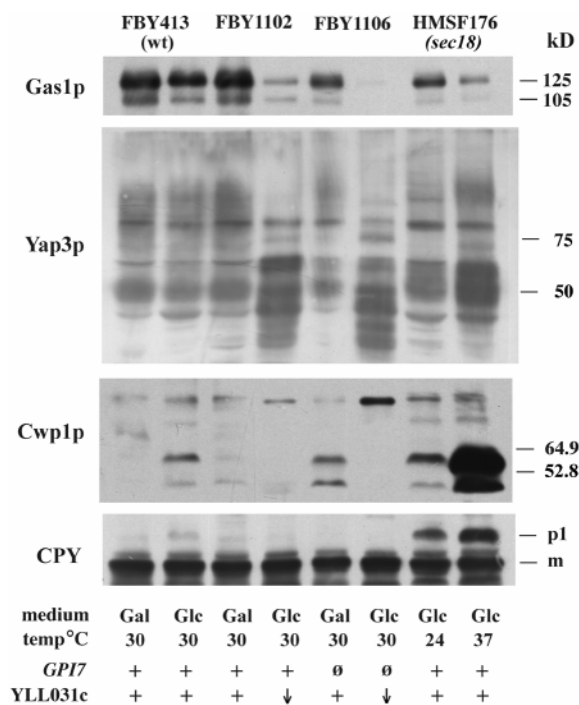 FBY413 FBY1102 FBY1106 HMSF176
(wt) (sec18) kD
Gas1p 125
105
Yap3p 75
50
Cwp1p 64.9
52.8
CPY p1
m
medium Gal Glc Gal Glc Gal Glc Glc Glc
temp°C 30 30 30 30 30 30 24 37
GPI7 + + + + ø ø + +
YLL031c + + + ↓ + ↓ + +